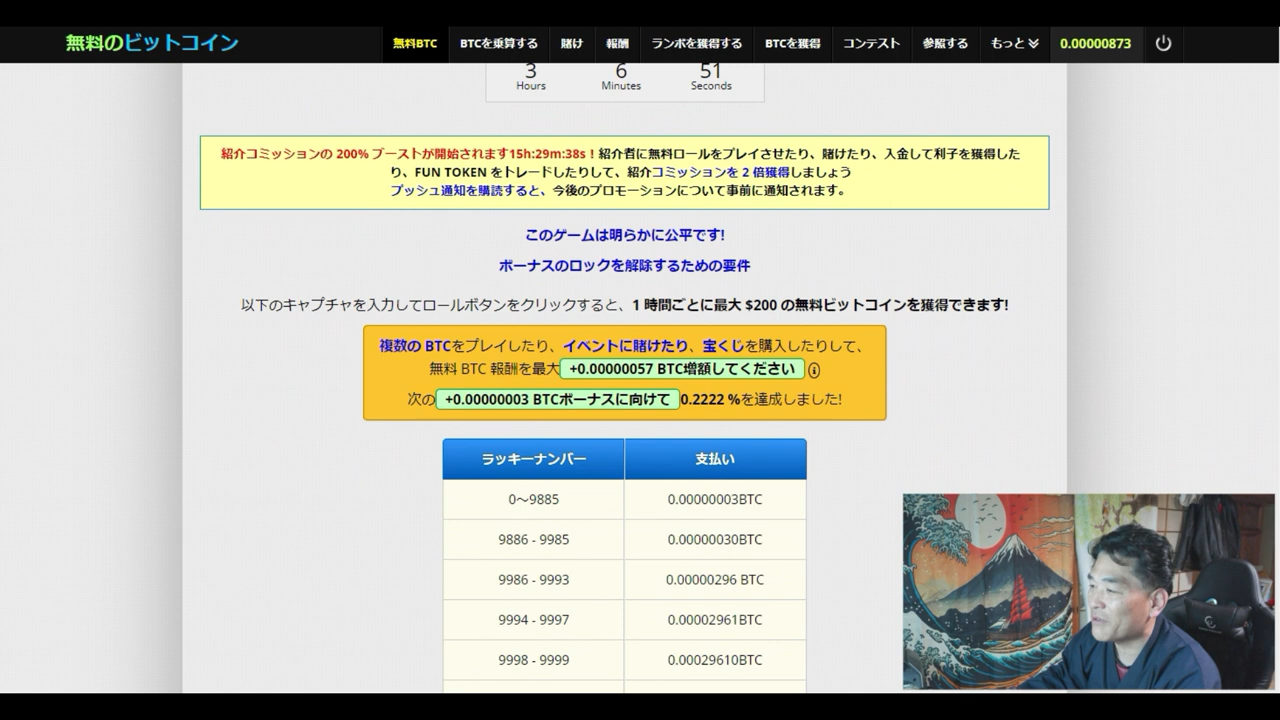 無料のビットコイン
無料BTC
BTCを乗算する
賭け
報酬
ランボを獲得する
BTCを獲得
コンテスト
参照する
もっと
0.00000873
3 6 51
Hours Minutes Seconds
紹介コミッションの 200% ブーストが開始されます15h:29m:38s！紹介者に無料ロールをプレイさせたり、賭けたり、入金して利子を獲得した
り、FUN TOKEN をトレードしたりして、紹介コミッションを 2 倍獲得しましょう
プッシュ通知を購読すると、今後のプロモーションについて事前に通知されます。
このゲームは明らかに公平です!
ボーナスのロックを解除するための要件
以下のキャプチャを入力してロールボタンをクリックすると、1 時間ごとに最大 $200 の無料ビットコインを獲得できます!
複数の BTCをプレイしたり、イベントに賭けたり、宝くじを購入したりして、
無料 BTC 報酬を最大 +0.00000057 BTC増額してください
次の +0.00000003 BTCボーナスに向けて 0.2222 %を達成しました!
ラッキーナンバー 支払い
0～9885 0.00000003BTC
9886 - 9985 0.00000030BTC
9986 - 9993 0.00000296 BTC
9994 - 9997 0.00002961BTC
9998 - 9999 0.00029610BTC